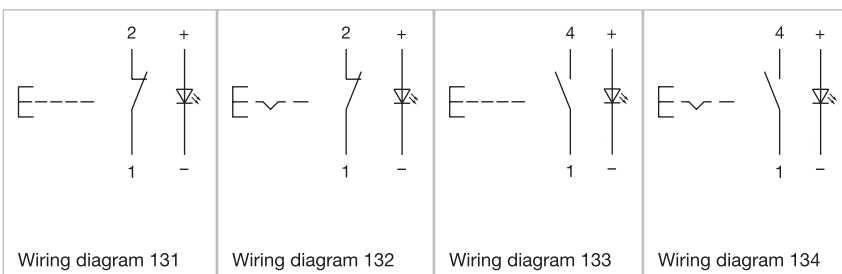 2 +
1 −
Wiring diagram 131
2 +
1 −
Wiring diagram 132
4 +
1 −
Wiring diagram 133
4 +
1 −
Wiring diagram 134